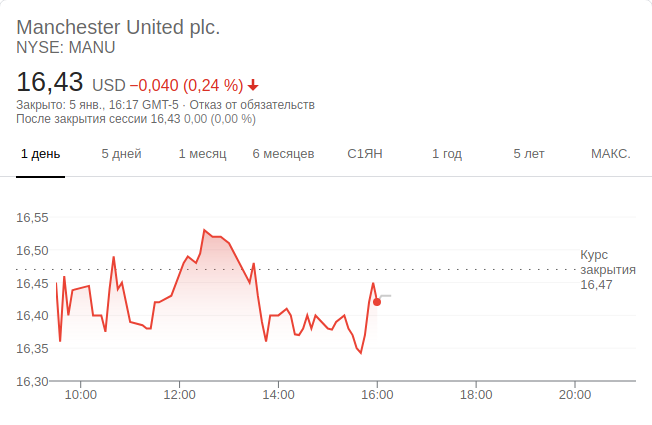 Manchester United plc.
NYSE: MANU
16,43 USD −0,040 (0,24 %)
Закрыто: 5 янв., 16:17 GMT-5 · Отказ от обязательств
После закрытия сессии 16,43 0,00 (0,00 %)
1 день 5 дней 1 месяц 6 месяцев С1ЯН 1 год 5 лет МАКС.
16,55
16,50
16,45
16,40
16,35
16,30
Курс
закрытия
16,47
10:00 12:00 14:00 16:00 18:00 20:00